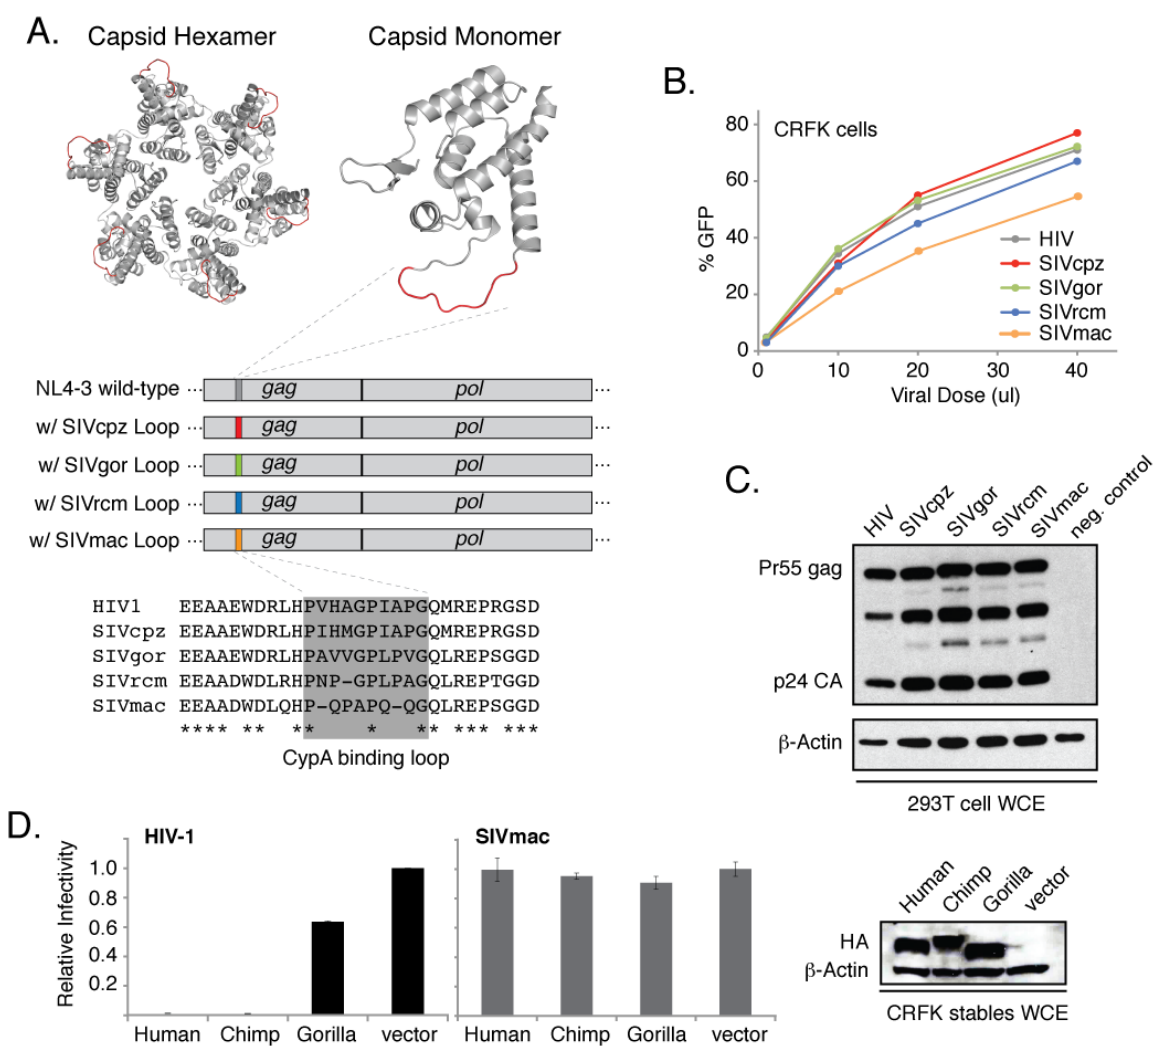 A.
Capsid Hexamer
Capsid Monomer
NL4-3 wild-type ··· gag pol ···
w/ SIVcpz Loop ··· gag pol ···
w/ SIVgor Loop ··· gag pol ···
w/ SIVrcm Loop ··· gag pol ···
w/ SIVmac Loop ··· gag pol ···
HIV1 EEAAEWDRLHPVHAGPIAPGQMREPRGSD
SIVcpz EEAAEWDRLHPIHMGPIAPGQMREPRGSD
SIVgor EEAAEWDRLHPAVVGPLPVGQLREPSGGD
SIVrcm EEAADWDLRHPNP-GPLPAGQLREPTGGD
SIVmac EEAADWDLQHP-QPAPQ-QGQLREPSGGD
**** ** ** * ** *** ***
CypA binding loop
B.
CRFK cells
% GFP
80
60
40
20
0
0 10 20 30 40
Viral Dose (ul)
HIV
SIVcpz
SIVgor
SIVrcm
SIVmac
C.
HIV SIVcpz SIVgor SIVrcm SIVmac neg. control
Pr55 gag
p24 CA
β-Actin
293T cell WCE
D.
HIV-1
SIVmac
Relative Infectivity
1.0
0.8
0.6
0.4
0.2
Human Chimp Gorilla vector
Human Chimp Gorilla vector
Human Chimp Gorilla vector
HA
β-Actin
CRFK stables WCE